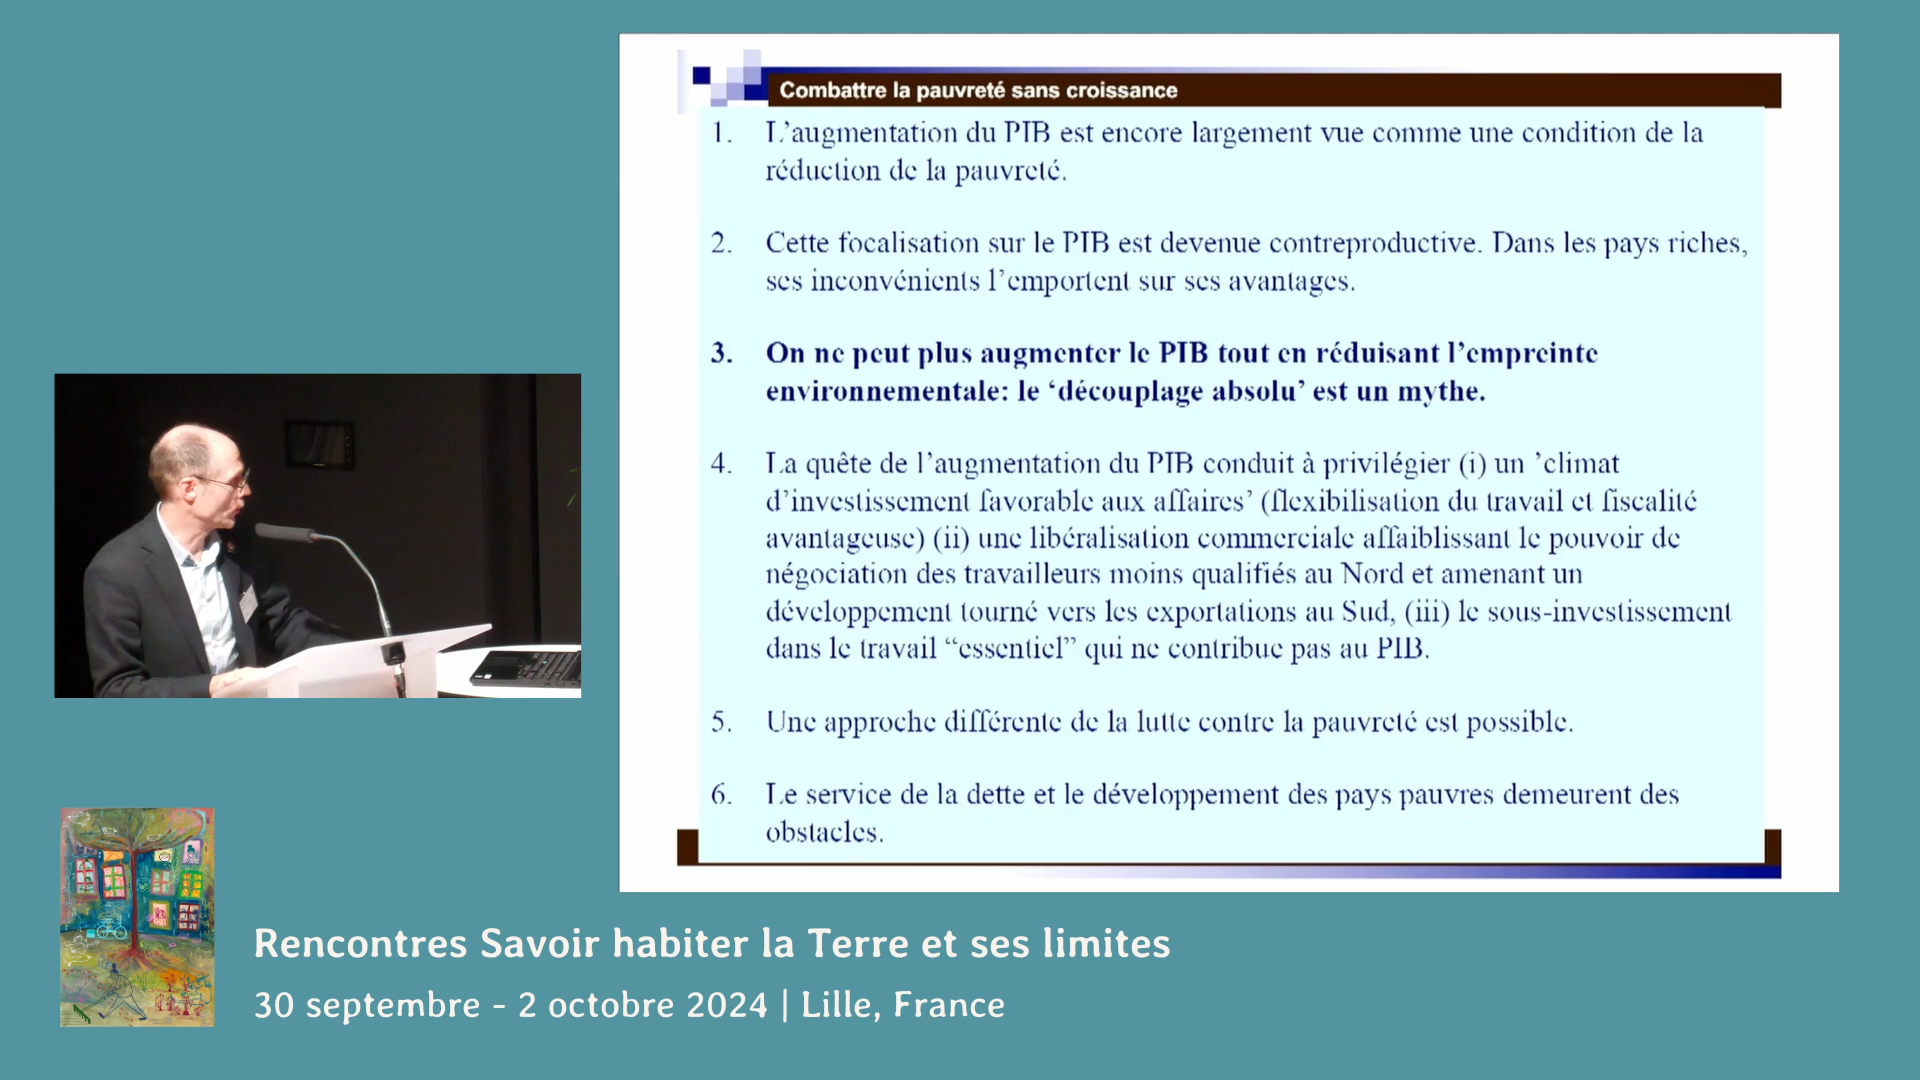 Combattre la pauvreté sans croissance
1. L’augmentation du PIB est encore largement vue comme une condition de la
réduction de la pauvreté.
2. Cette focalisation sur le PIB est devenue contreproductive. Dans les pays riches,
ses inconvénients l’emportent sur ses avantages.
3. On ne peut plus augmenter le PIB tout en réduisant l’empreinte
environnementale: le ‘découplage absolu’ est un mythe.
4. La quête de l’augmentation du PIB conduit à privilégier (i) un ’climat
d’investissement favorable aux affaires’ (flexibilisation du travail et fiscalité
avantageuse) (ii) une libéralisation commerciale affaiblissant le pouvoir de
négociation des travailleurs moins qualifiés au Nord et amenant un
développement tourné vers les exportations au Sud, (iii) le sous-investissement
dans le travail “essentiel” qui ne contribue pas au PIB.
5. Une approche différente de la lutte contre la pauvreté est possible.
6. Le service de la dette et le développement des pays pauvres demeurent des
obstacles.
Rencontres Savoir habiter la Terre et ses limites
30 septembre - 2 octobre 2024 | Lille, France